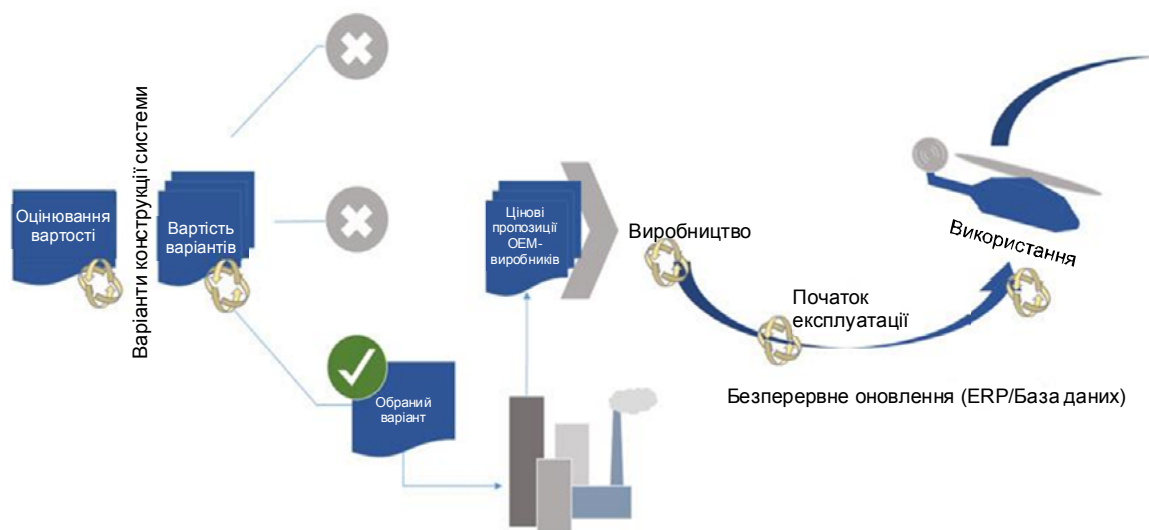 Оцінювання
вартості
Варіанти конструкції системи
Вартість
варіантів
Обраний
варіант
Цінові
пропозиції
OEM-
виробників
Виробництво
Початок
експлуатації
Використання
Безперервне оновлення (ERP/База даних)